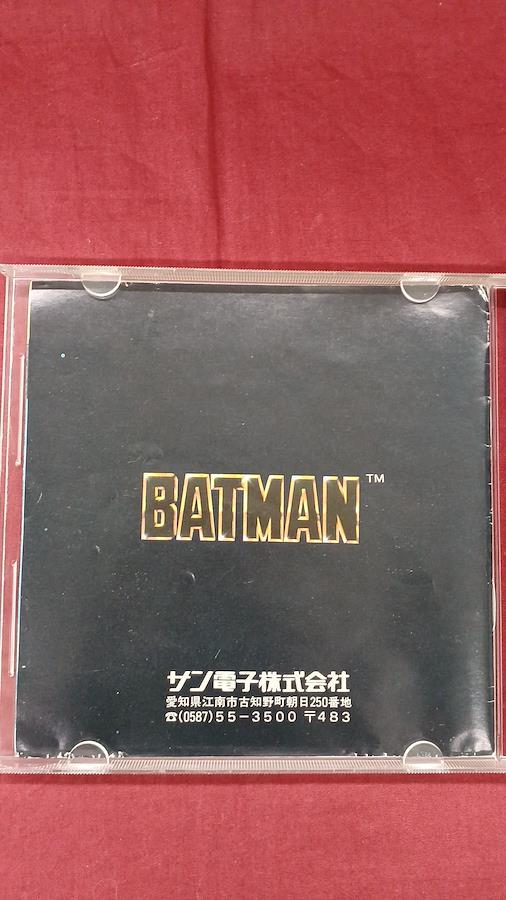 BATMAN™
サン電子株式会社
愛知県江南市古知野町朝日250番地
☎(0587)55-3500 〒483